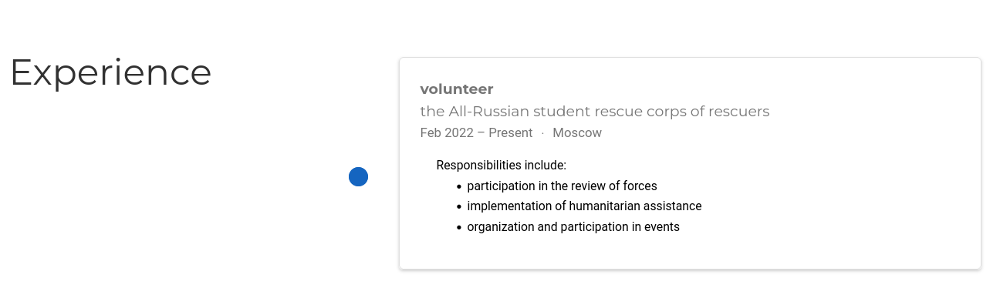 Experience
volunteer
the All-Russian student rescue corps of rescuers
Feb 2022 – Present · Moscow
Responsibilities include:
• participation in the review of forces
• implementation of humanitarian assistance
• organization and participation in events